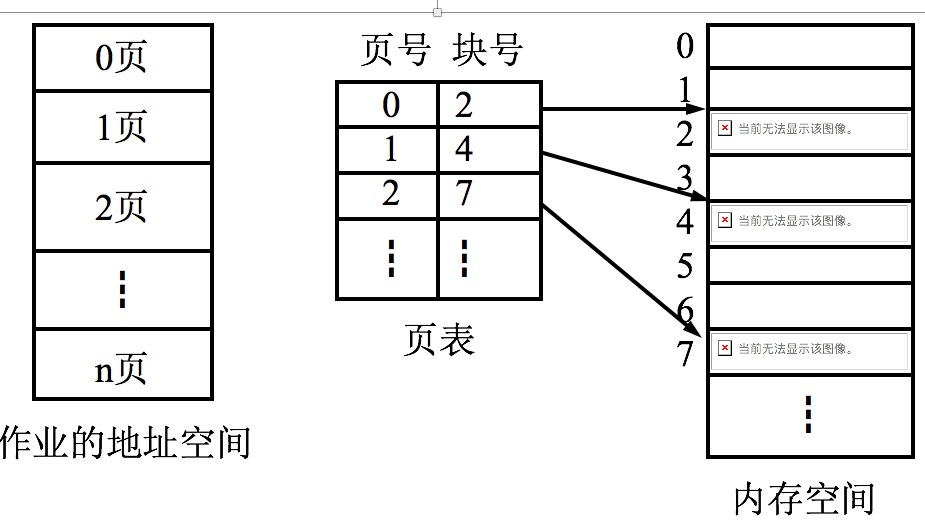 0页
1页
2页
⋮
n页
作业的地址空间
页号 块号
0 2
1 4
2 7
⋮ ⋮
页表
0
1
2 当前无法显示该图像。
3
4 当前无法显示该图像。
5
6
7 当前无法显示该图像。
⋮
内存空间